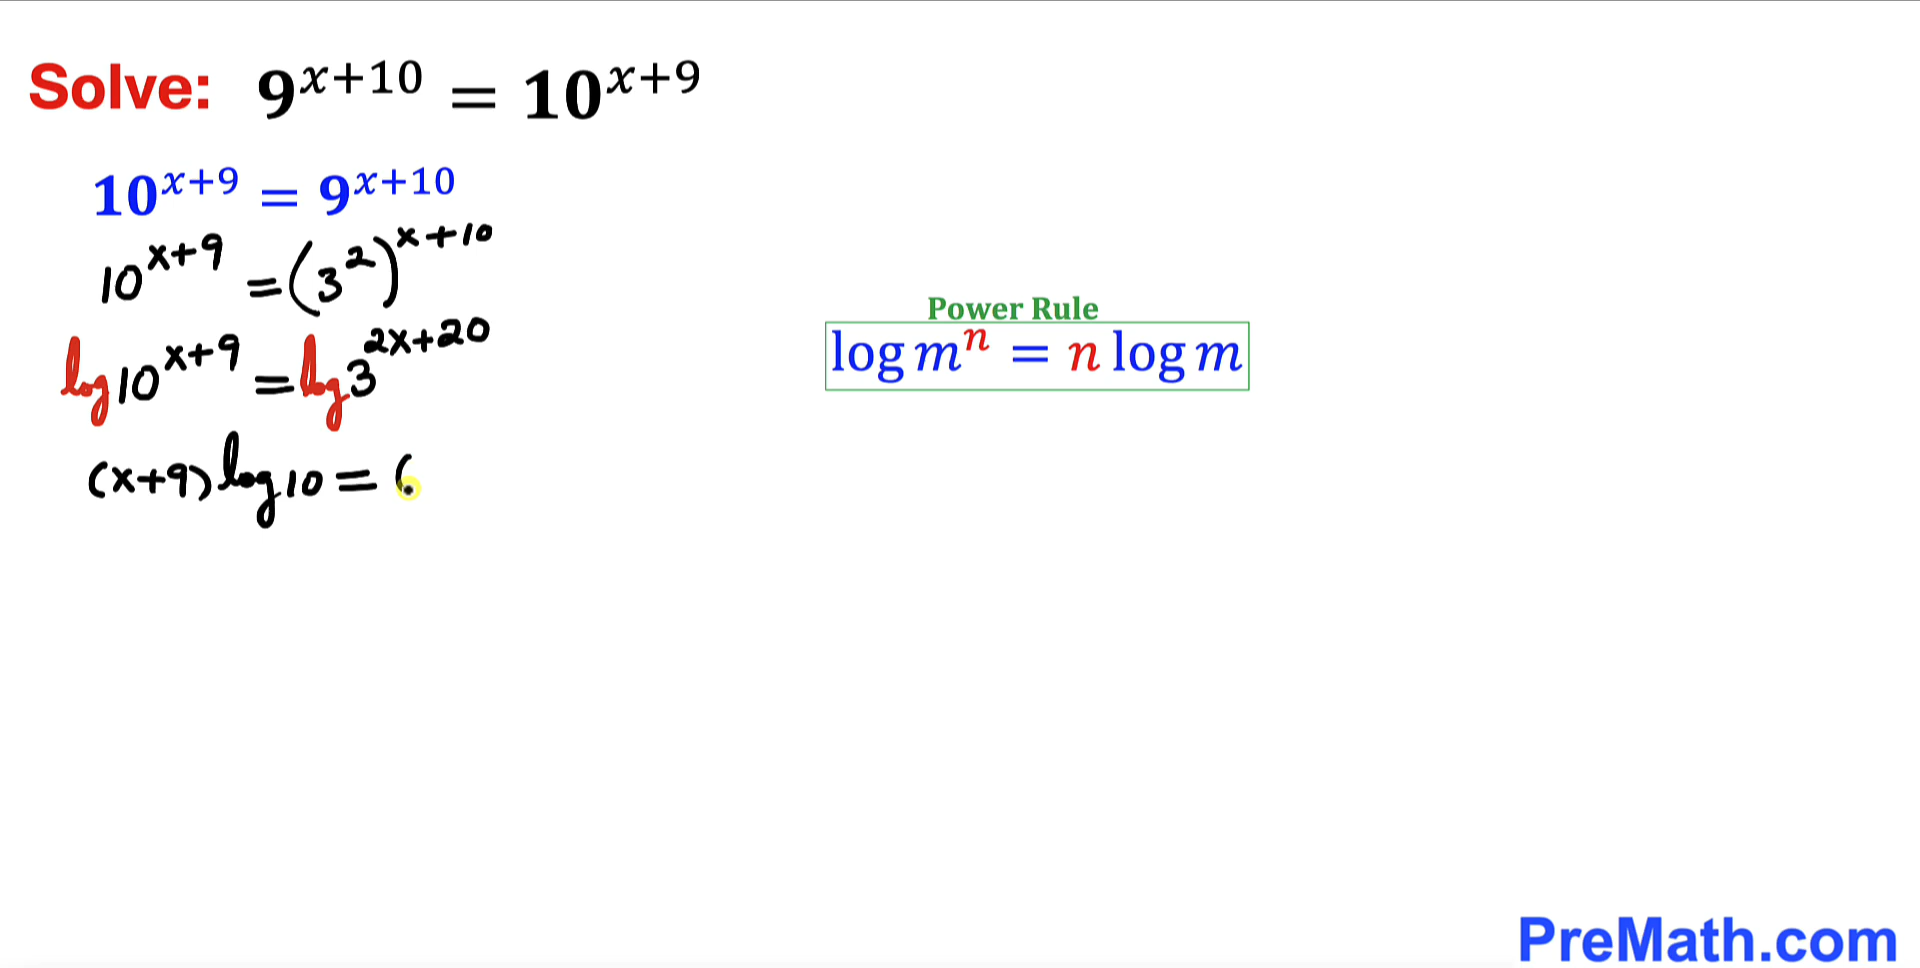 Solve: 9^{x+10} = 10^{x+9}
10^{x+9} = 9^{x+10}
10^{x+9} = (3^2)^{x+10}
Power Rule
log 10^{x+9} = log 3^{2x+20}
log m^n = n log m
(x+9) log 10 = (
PreMath.com